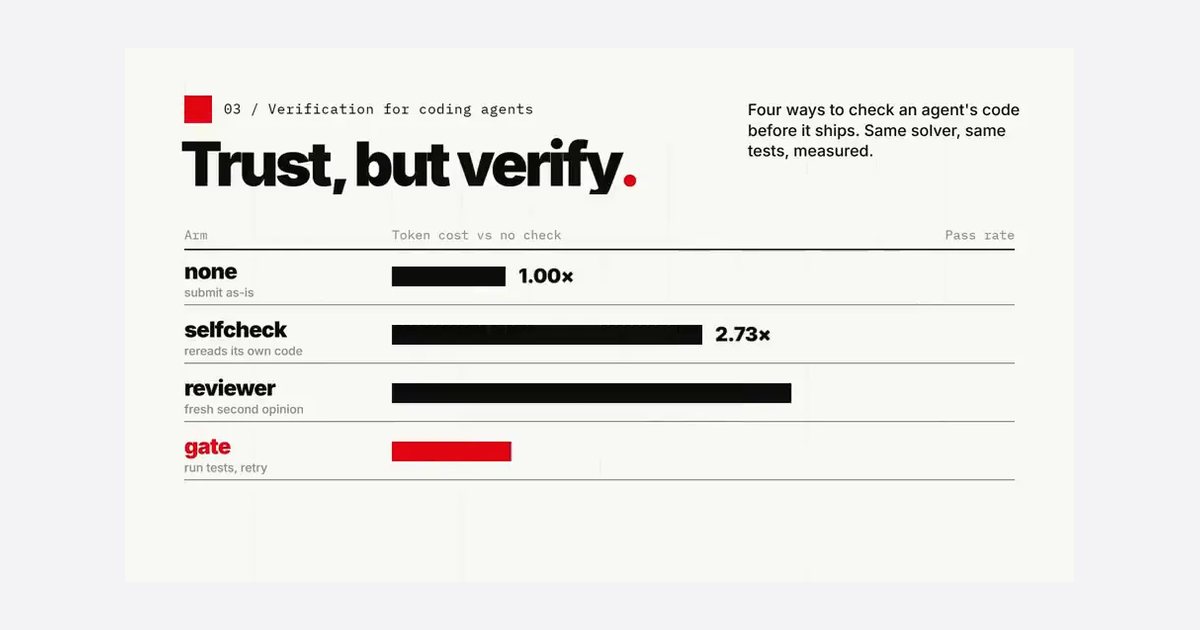 03 / Verification for coding agents
Trust, but verify.
Four ways to check an agent's code
before it ships. Same solver, same
tests, measured.
Arm
Token cost vs no check
Pass rate
none
1.00×
submit as-is
selfcheck
2.73×
rereads its own code
reviewer
fresh second opinion
gate
run tests, retry